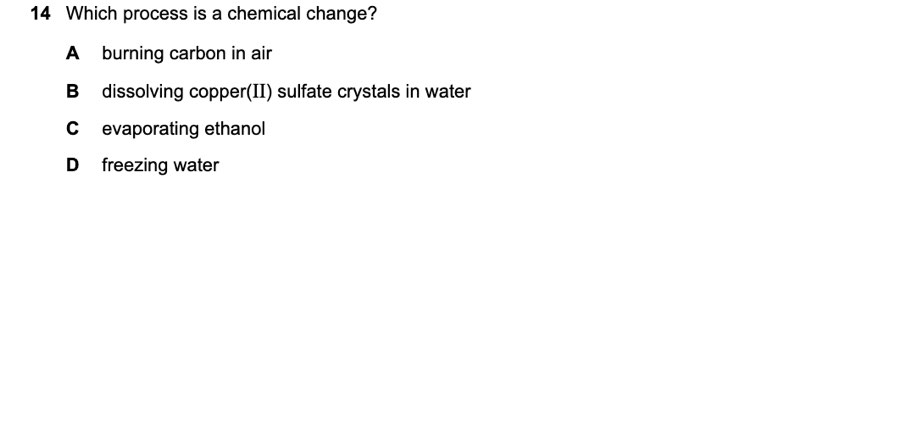 14 Which process is a chemical change?
A burning carbon in air
B dissolving copper(II) sulfate crystals in water
C evaporating ethanol
D freezing water